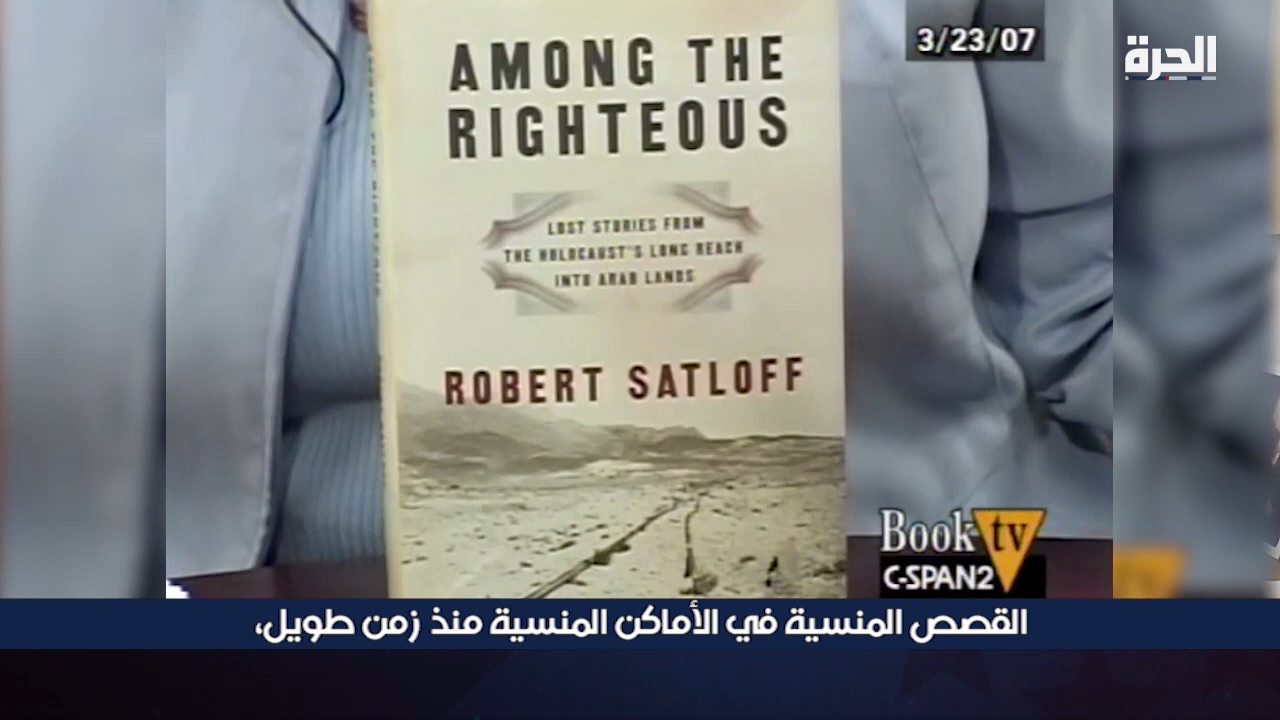 AMONG THE
RIGHTEOUS
LOST STORIES FROM
THE HOLOCAUST'S LONG REACH
INTO ARAB LANDS
ROBERT SATLOFF
3/23/07
الحرة
Book tv
C-SPAN2
القصص المنسية في الأماكن المنسية منذ زمن طويل،